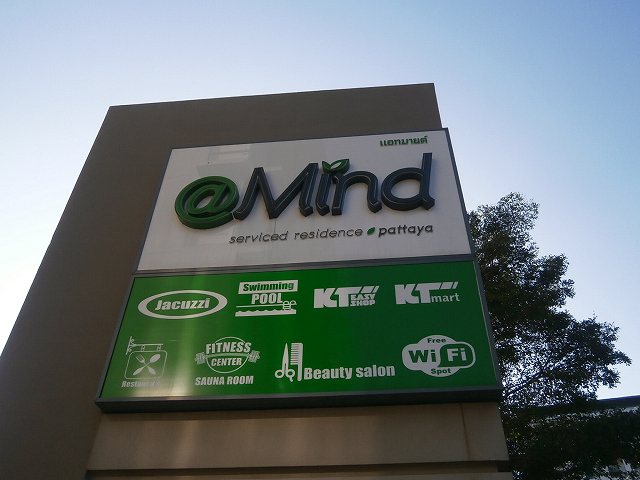 แอทมายด์
@Mind
serviced residence pattaya
Jacuzzi
Swimming
POOL
KT EASY SHOP
KT mart
Restaurant
FITNESS
CENTER
SAUNA ROOM
Beauty salon
Free
WiFi
Spot